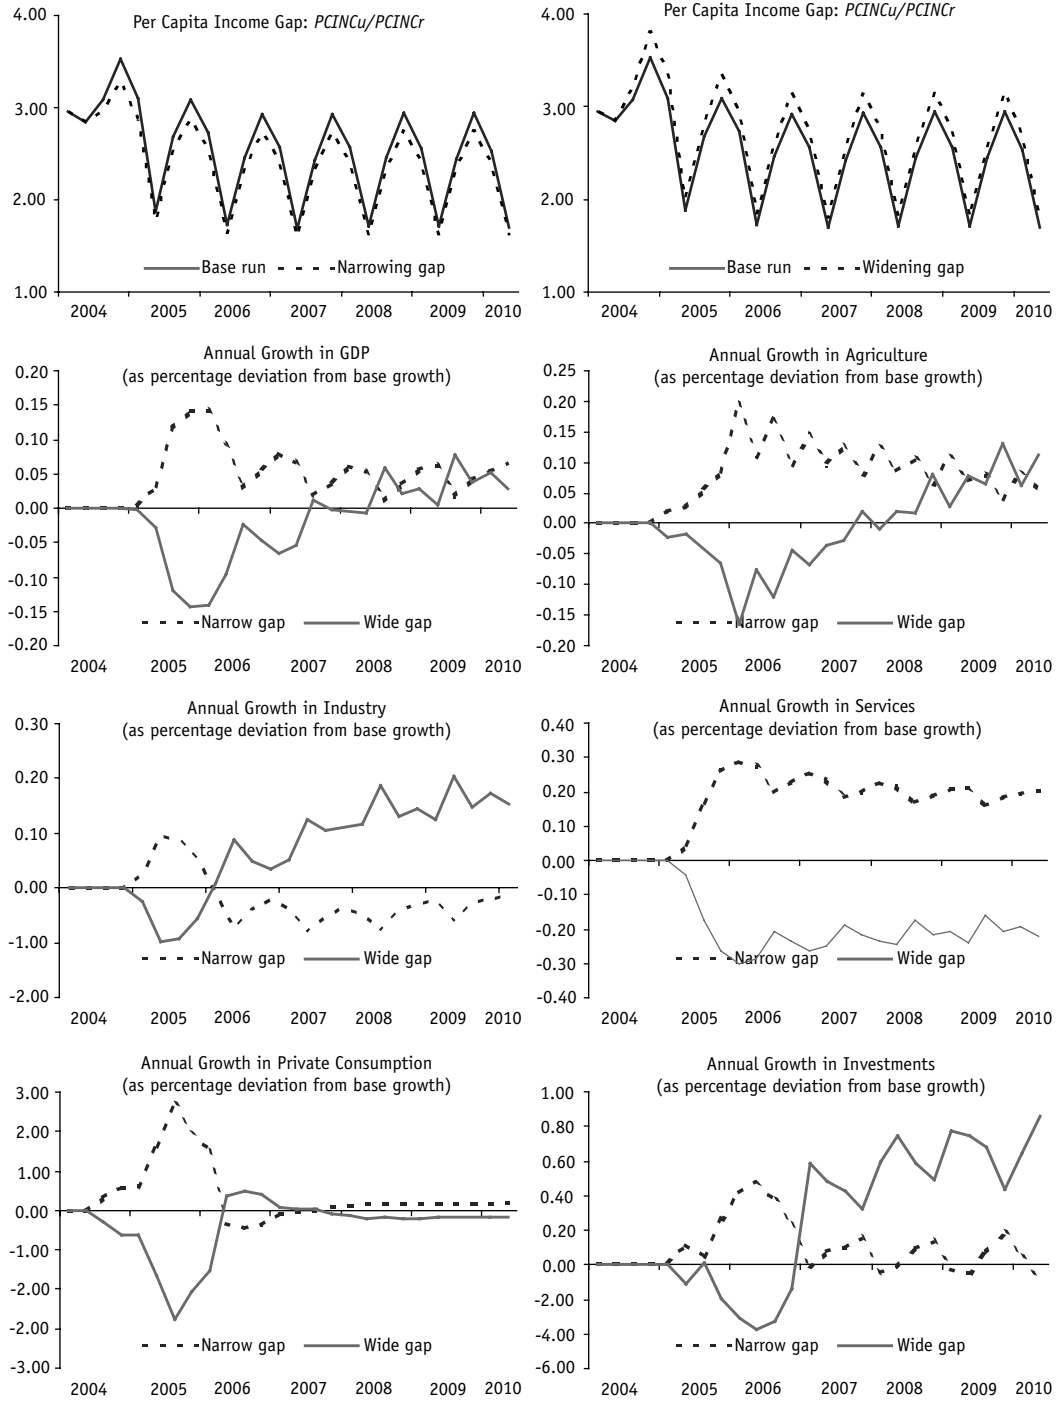 Per Capita Income Gap: PCINCu/PCINCr
4.00
3.00
2.00
1.00
Base run Narrowing gap
2004 2005 2006 2007 2008 2009 2010
Per Capita Income Gap: PCINCu/PCINCr
4.00
3.00
2.00
1.00
Base run Widening gap
2004 2005 2006 2007 2008 2009 2010
Annual Growth in GDP
(as percentage deviation from base growth)
0.20
0.15
0.10
0.05
0.00
-0.05
-0.10
-0.15
-0.20
Narrow gap Wide gap
2004 2005 2006 2007 2008 2009 2010
Annual Growth in Agriculture
(as percentage deviation from base growth)
0.25
0.20
0.15
0.10
0.05
0.00
-0.05
-0.10
-0.15
-0.20
Narrow gap Wide gap
2004 2005 2006 2007 2008 2009 2010
Annual Growth in Industry
(as percentage deviation from base growth)
0.30
0.20
0.10
0.00
-1.00
-2.00
Narrow gap Wide gap
2004 2005 2006 2007 2008 2009 2010
Annual Growth in Services
(as percentage deviation from base growth)
0.40
0.30
0.20
0.10
0.00
-0.10
-0.20
-0.30
-0.40
Narrow gap Wide gap
2004 2005 2006 2007 2008 2009 2010
Annual Growth in Private Consumption
(as percentage deviation from base growth)
3.00
2.00
1.00
0.00
-1.00
-2.00
-2.00
-3.00
Narrow gap Wide gap
2004 2005 2006 2007 2008 2009 2010
Annual Growth in Investments
(as percentage deviation from base growth)
1.00
0.80
0.60
0.40
0.20
0.00
-2.00
-4.00
-6.00
Narrow gap Wide gap
2004 2005 2006 2007 2008 2009 2010